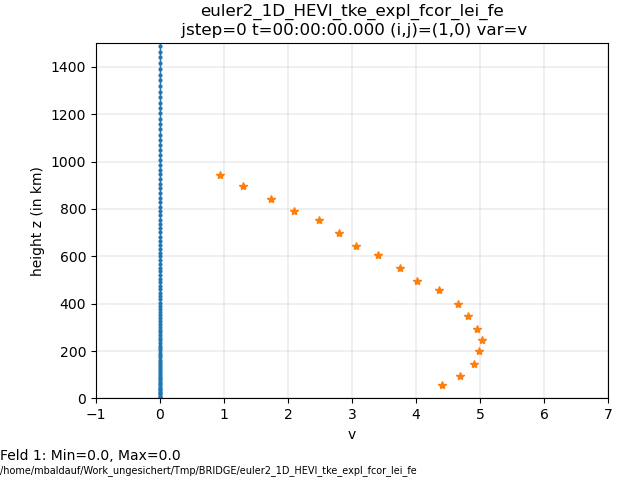 euler2_1D_HEVI_tke_expl_fcor_lei_fe
jstep=0 t=00:00:00.000 (i,j)=(1,0) var=v
1400
1200
1000
800
600
400
200
0
height z (in km)
−1 0 1 2 3 4 5 6 7
v
Feld 1: Min=0.0, Max=0.0
/home/mbaldauf/Work_ungesichert/Tmp/BRIDGE/euler2_1D_HEVI_tke_expl_fcor_lei_fe